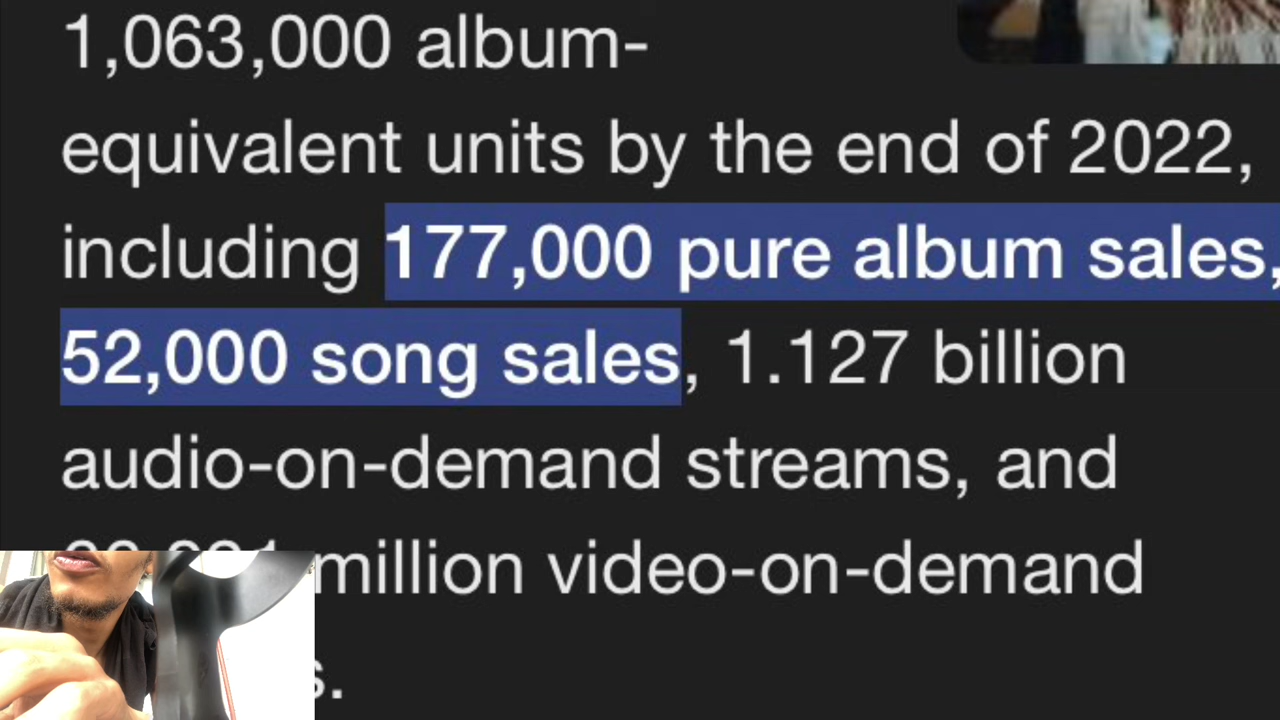 1,063,000 album-
equivalent units by the end of 2022,
including 177,000 pure album sales,
52,000 song sales, 1.127 billion
audio-on-demand streams, and
million video-on-demand